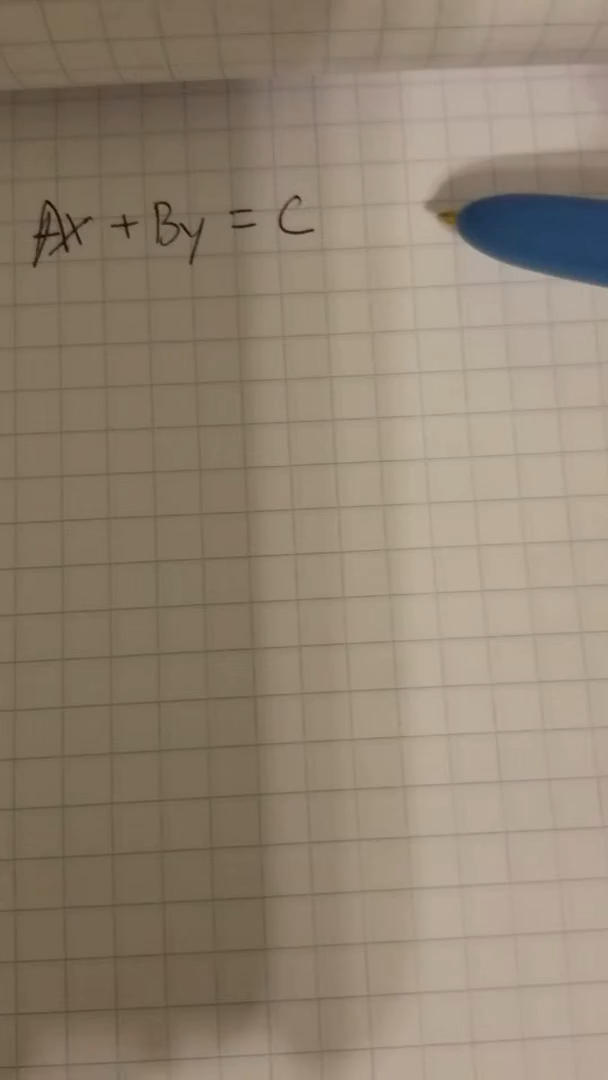 Ax + By = C